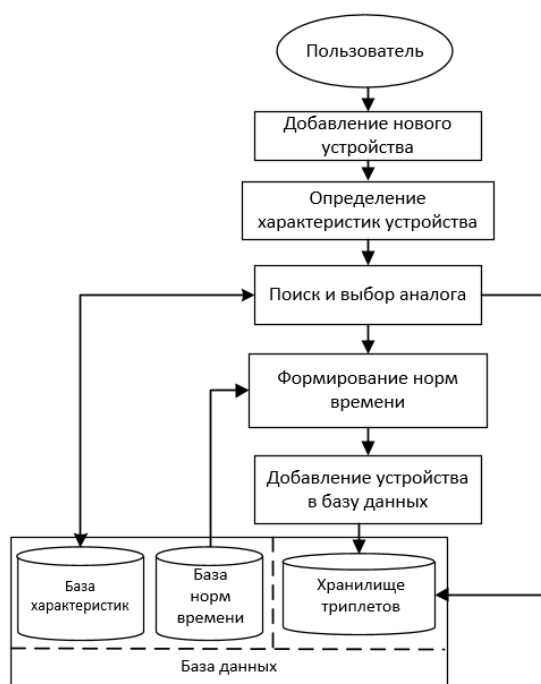 Пользователь
Добавление нового
устройства
Определение
характеристик устройства
Поиск и выбор аналога
Формирование норм
времени
Добавление устройства
в базу данных
База
характеристик
База
норм
времени
Хранилище
триплетов
База данных